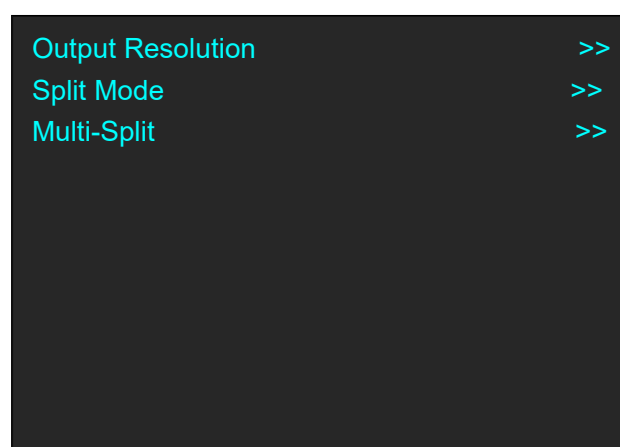 Output Resolution >>
Split Mode >>
Multi-Split >>